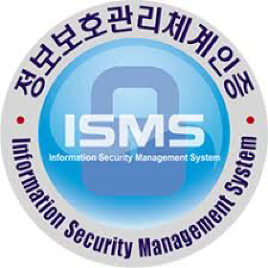 정보보호관리체계인증
ISMS
Information Security Management System
• Information Security Management System •